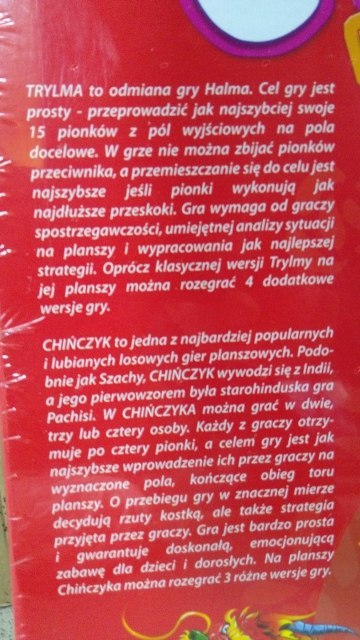 TRYLMA to odmiana gry Halma. Cel gry jest
prosty - przeprowadzić jak najszybciej swoje
15 pionków z pól wyjściowych na pola
docelowe. W grze nie można zbijać pionków
przeciwnika, a przemieszczanie się do celu jest
najszybsze jeśli pionki wykonują jak
najdłuższe przeskoki. Gra wymaga od graczy
spostrzegawczości, umiejętnej analizy sytuacji
na planszy i wypracowania jak najlepszej
strategii. Oprócz klasycznej wersji Trylmy na
jej planszy można rozegrać 4 dodatkowe
wersje gry.
CHIŃCZYK to jedna z najbardziej popularnych
i lubianych losowych gier planszowych. Podo-
bnie jak Szachy, CHIŃCZYK wywodzi się z Indii,
a jego pierwowzorem była starohinduska gra
Pachisi. W CHIŃCZYKA można grać w dwie,
trzy lub cztery osoby. Każdy z graczy otrzy-
muje po cztery pionki, a celem gry jest jak
najszybsze wprowadzenie ich przez graczy na
wyznaczone pola, kończące obieg toru
planszy. O przebiegu gry w znacznej mierze
decydują rzuty kostką, ale także strategia
przyjęta przez graczy. Gra jest bardzo prosta
i gwarantuje doskonałą, emocjonującą
zabawę dla dzieci i dorosłych. Na planszy
Chińczyka można rozegrać 3 różne wersje gry.